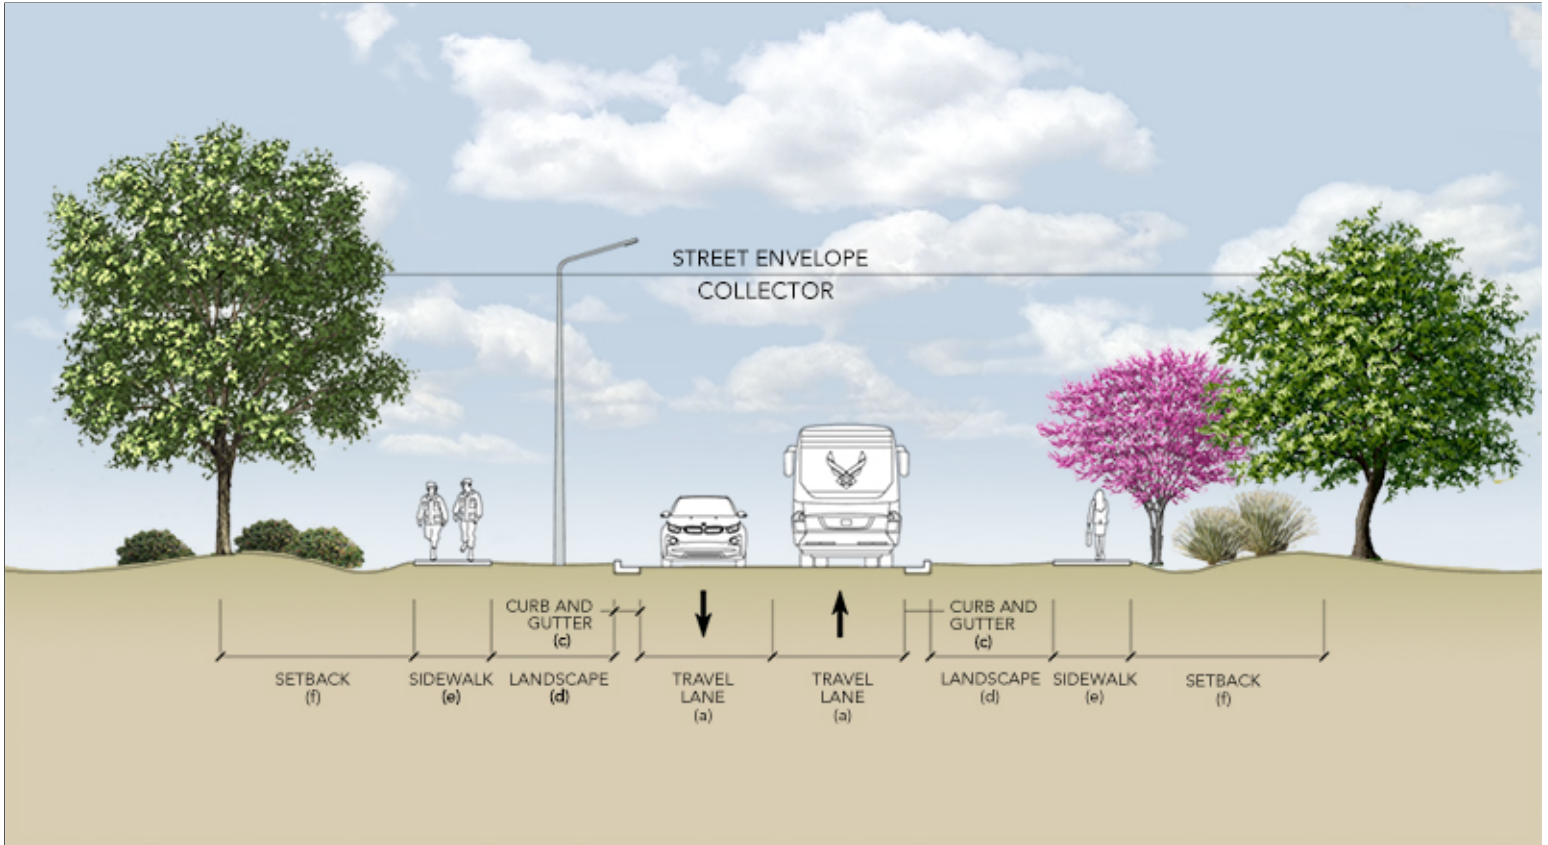 STREET ENVELOPE
COLLECTOR
CURB AND
GUTTER
(c)
CURB AND
GUTTER
(c)
SETBACK
(f)
SIDEWALK
(e)
LANDSCAPE
(d)
TRAVEL
LANE
(a)
TRAVEL
LANE
(a)
LANDSCAPE
(d)
SIDEWALK
(e)
SETBACK
(f)